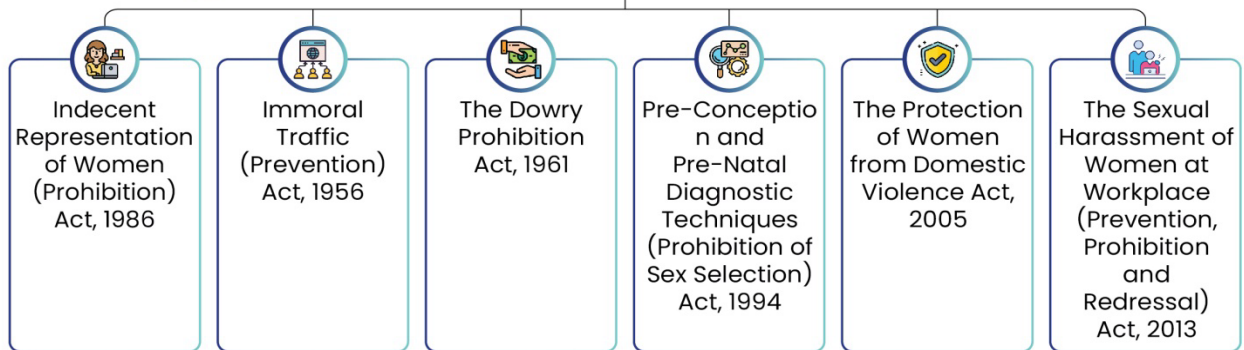 Indecent
Representation
of Women
(Prohibition)
Act, 1986
Immoral
Traffic
(Prevention)
Act, 1956
The Dowry
Prohibition
Act, 1961
Pre-Conceptio
n and
Pre-Natal
Diagnostic
Techniques
(Prohibition of
Sex Selection)
Act, 1994
The Protection
of Women
from Domestic
Violence Act,
2005
The Sexual
Harassment of
Women at
Workplace
(Prevention,
Prohibition
and
Redressal)
Act, 2013